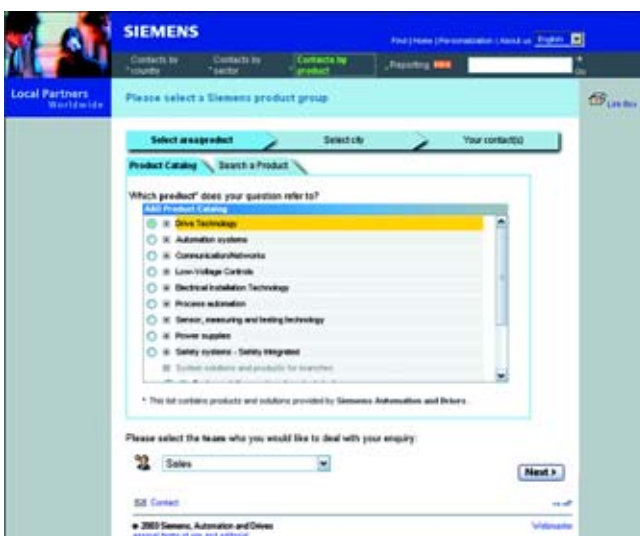 SIEMENS
Find | Home | Personalization | About us English
Contacts by country
Contacts by sector
Contacts by product
Reporting
Go
Local Partners
Worldwide
Please select a Siemens product group
Link Box
Select area/product Select city Your contact(s)
Product Catalog Search a Product
Which product* does your question refer to?
A&D Product Catalog
Drive Technology
Automation systems
Communication/Networks
Low-Voltage Controls
Electrical Installation Technology
Process automation
Sensor, measuring and testing technology
Power supplies
Safety systems - Safety Integrated
System solutions and products for branches
* This list contains products and solutions provided by Siemens Automation and Drives.
Please select the team who you would like to deal with your enquiry:
Sales
Next >
Contact
© 2003 Siemens, Automation and Drives
Webmaster